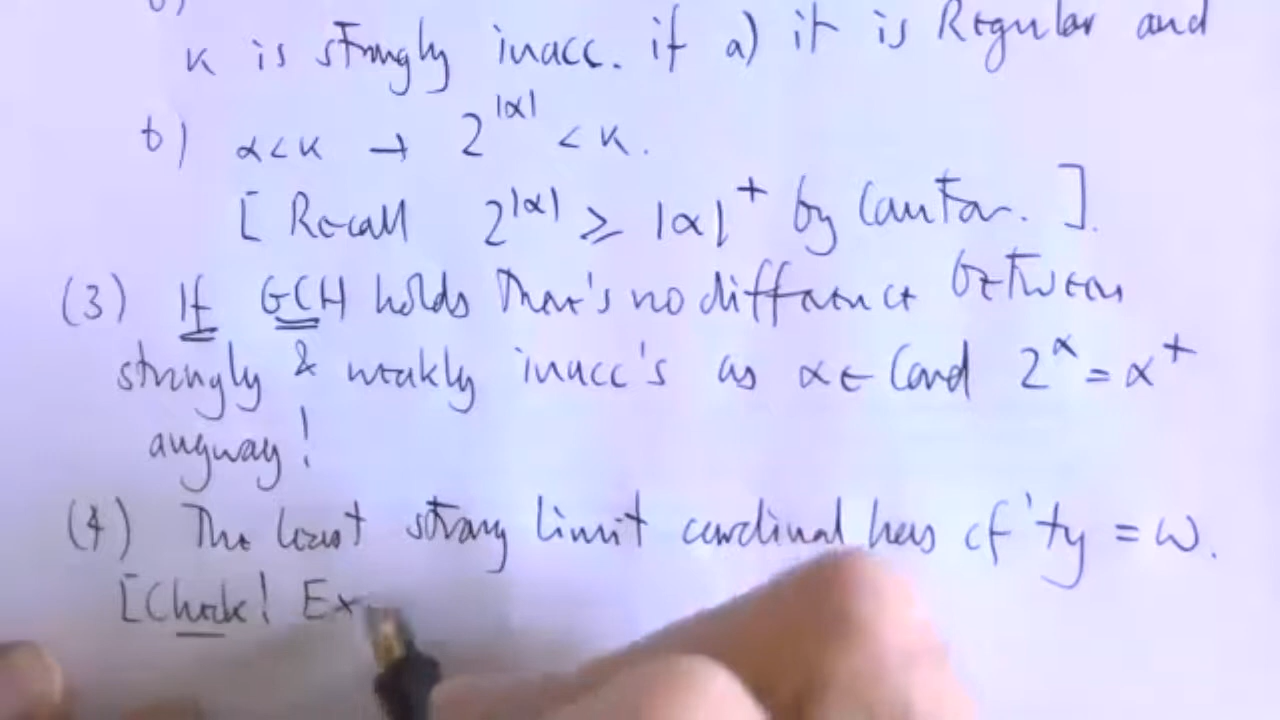 κ is strongly inacc. if a) it is Regular and
b) α<κ → 2^|α| < κ.
[ Recall 2^|α| ≥ |α|^+ by Cantor. ].
(3) If GCH holds there's no difference between
strongly & weakly inacc's as α∈Card 2^α = α^+
anyway!
(4) The least strong limit cardinal has cf'ty = ω.
[Check! Ex